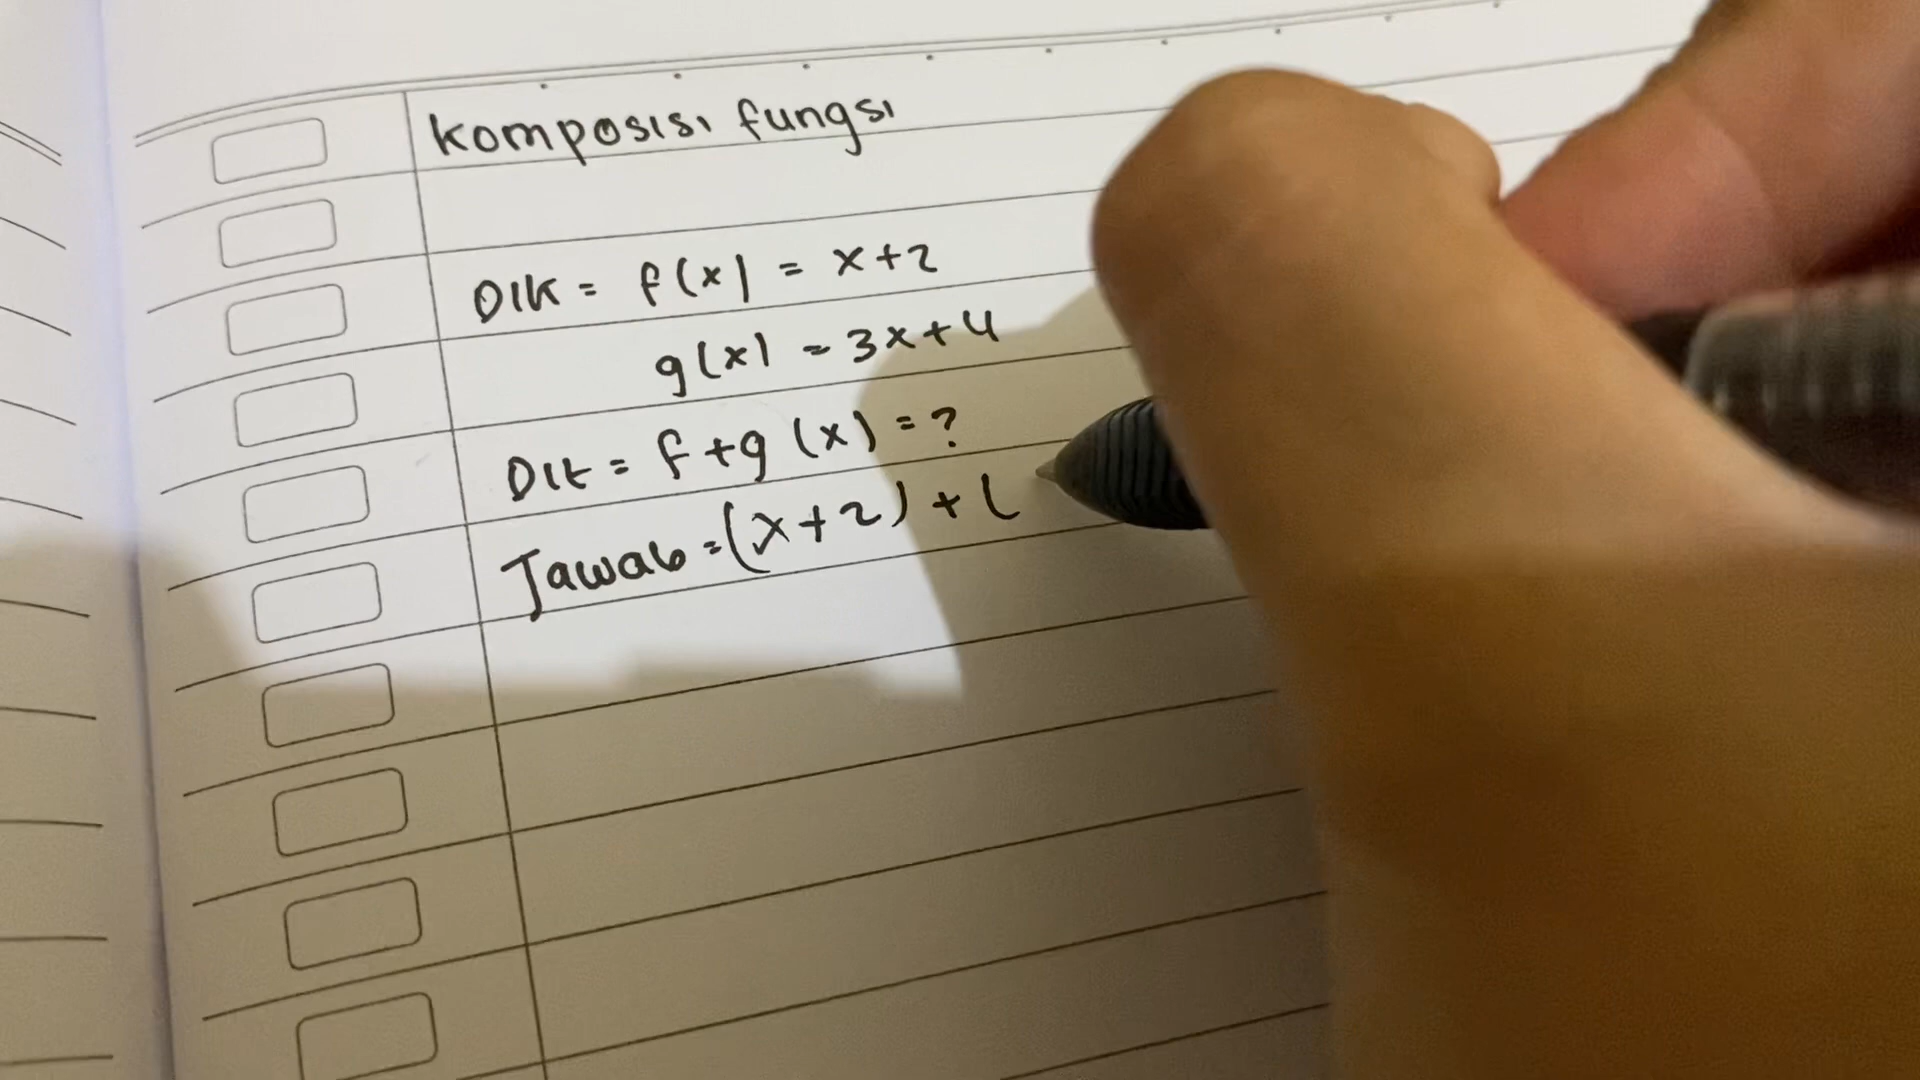 Komposisi fungsi
DIK = f(x) = x+2
g(x) = 3x+4
DIt = f+g (x) = ?
Jawab = (x+2) + (